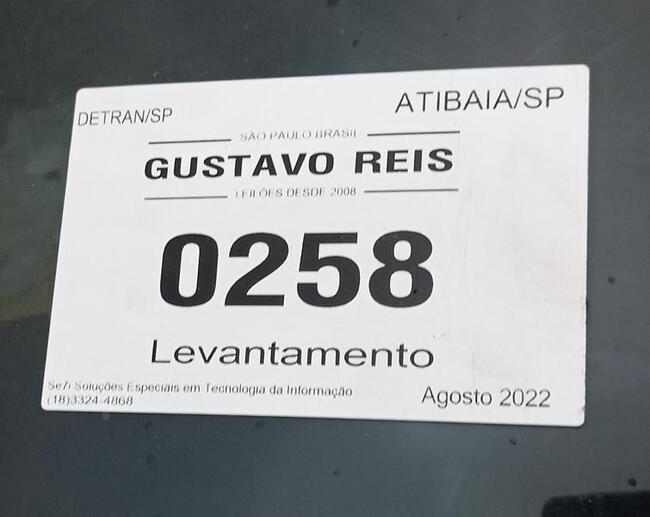 DETRAN/SP
ATIBAIA/SP
SÃO PAULO BRASIL
GUSTAVO REIS
LEILÕES DESDE 2008
0258
Levantamento
Se7i Soluções Especiais em Tecnologia da Informação
(18)3324-4868
Agosto 2022